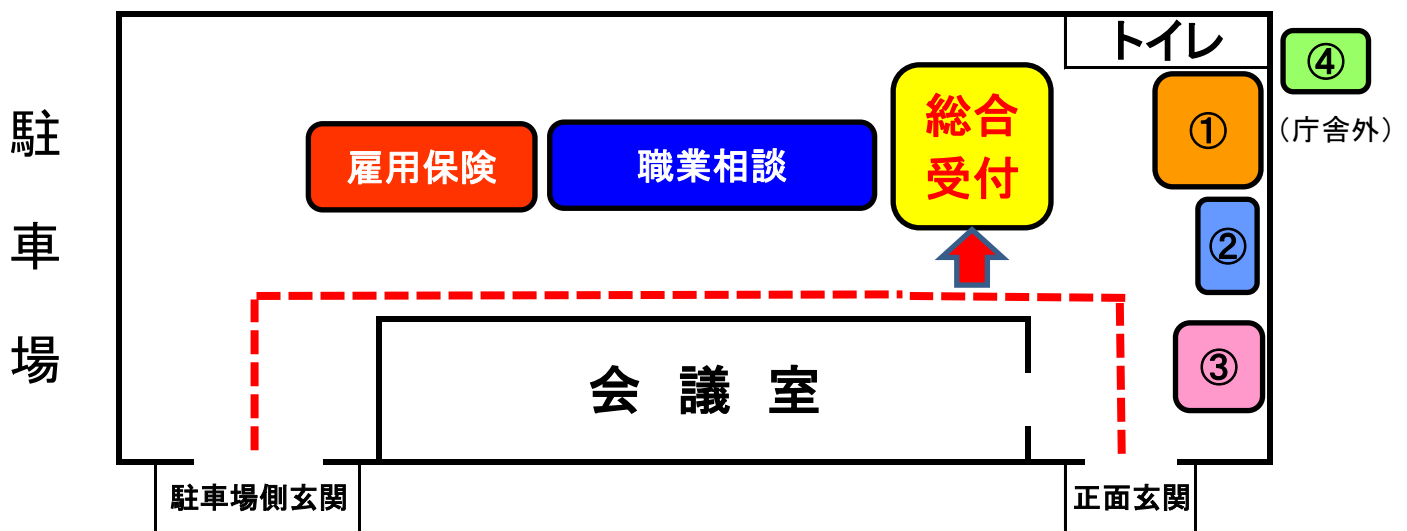 トイレ
④
（庁舎外）
総合
受付
①
雇用保険
職業相談
②
③
駐
車
場
会 議 室
駐車場側玄関
正面玄関